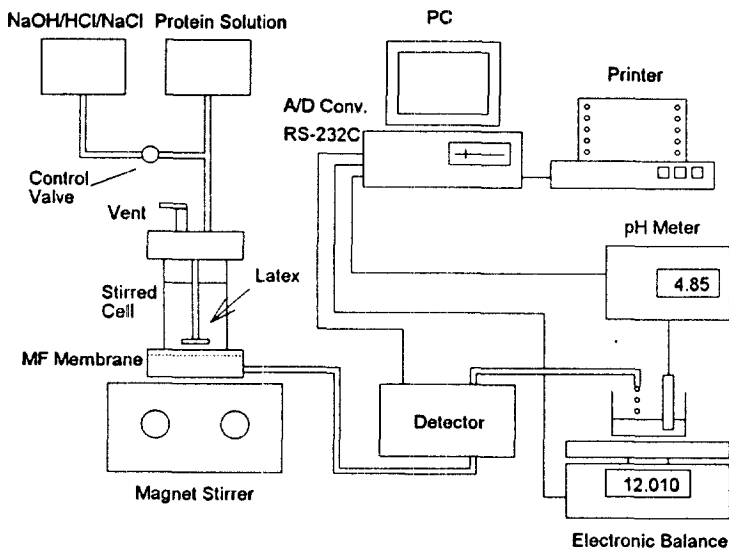 NaOH/HCl/NaCl
Protein Solution
PC
Printer
A/D Conv.
RS-232C
Control
Valve
Vent
pH Meter
4.85
Stirred
Cell
Latex
MF Membrane
Detector
12.010
Magnet Stirrer
Electronic Balance